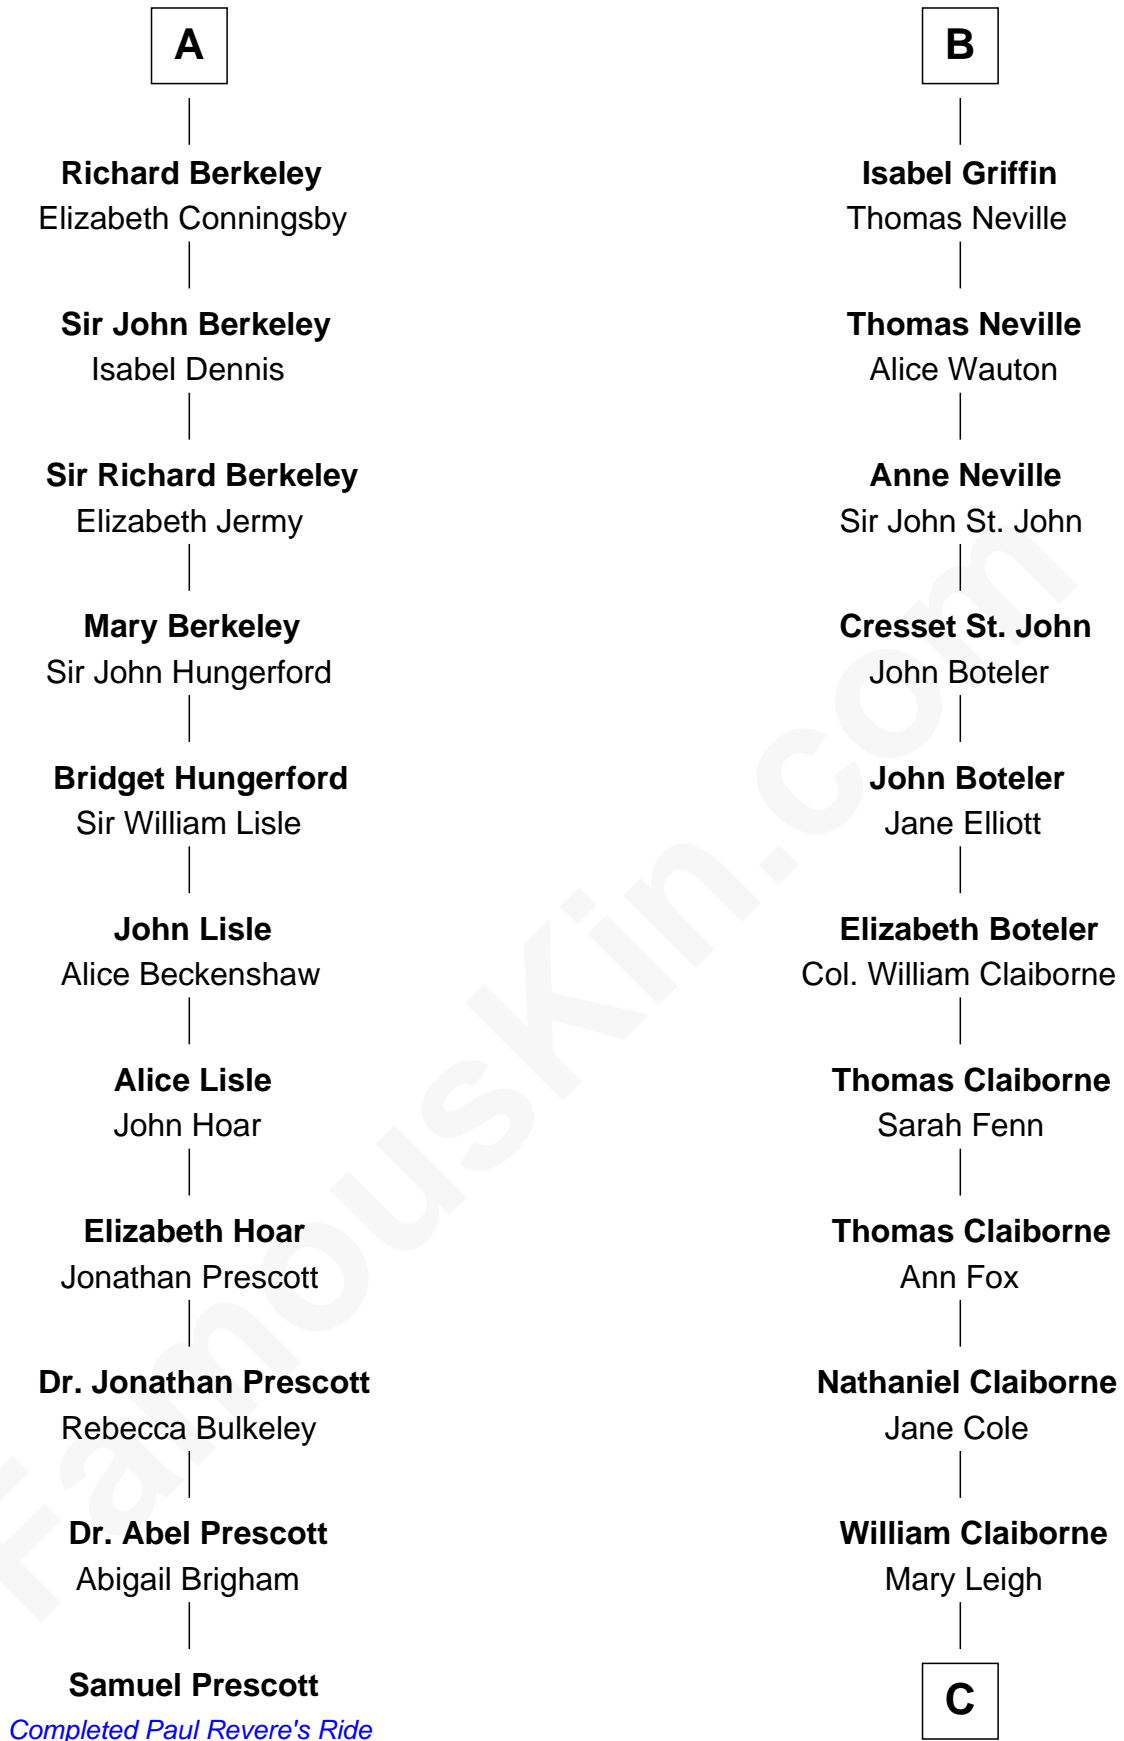 A
Richard Berkeley
Elizabeth Conningsby
Sir John Berkeley
Isabel Dennis
Sir Richard Berkeley
Elizabeth Jermy
Mary Berkeley
Sir John Hungerford
Bridget Hungerford
Sir William Lisle
John Lisle
Alice Beckenshaw
Alice Lisle
John Hoar
Elizabeth Hoar
Jonathan Prescott
Dr. Jonathan Prescott
Rebecca Bulkeley
Dr. Abel Prescott
Abigail Brigham
Samuel Prescott
Completed Paul Revere's Ride
B
Isabel Griffin
Thomas Neville
Thomas Neville
Alice Wauton
Anne Neville
Sir John St. John
Cresset St. John
John Boteler
John Boteler
Jane Elliott
Elizabeth Boteler
Col. William Claiborne
Thomas Claiborne
Sarah Fenn
Thomas Claiborne
Ann Fox
Nathaniel Claiborne
Jane Cole
William Claiborne
Mary Leigh
C
FamousKin.com